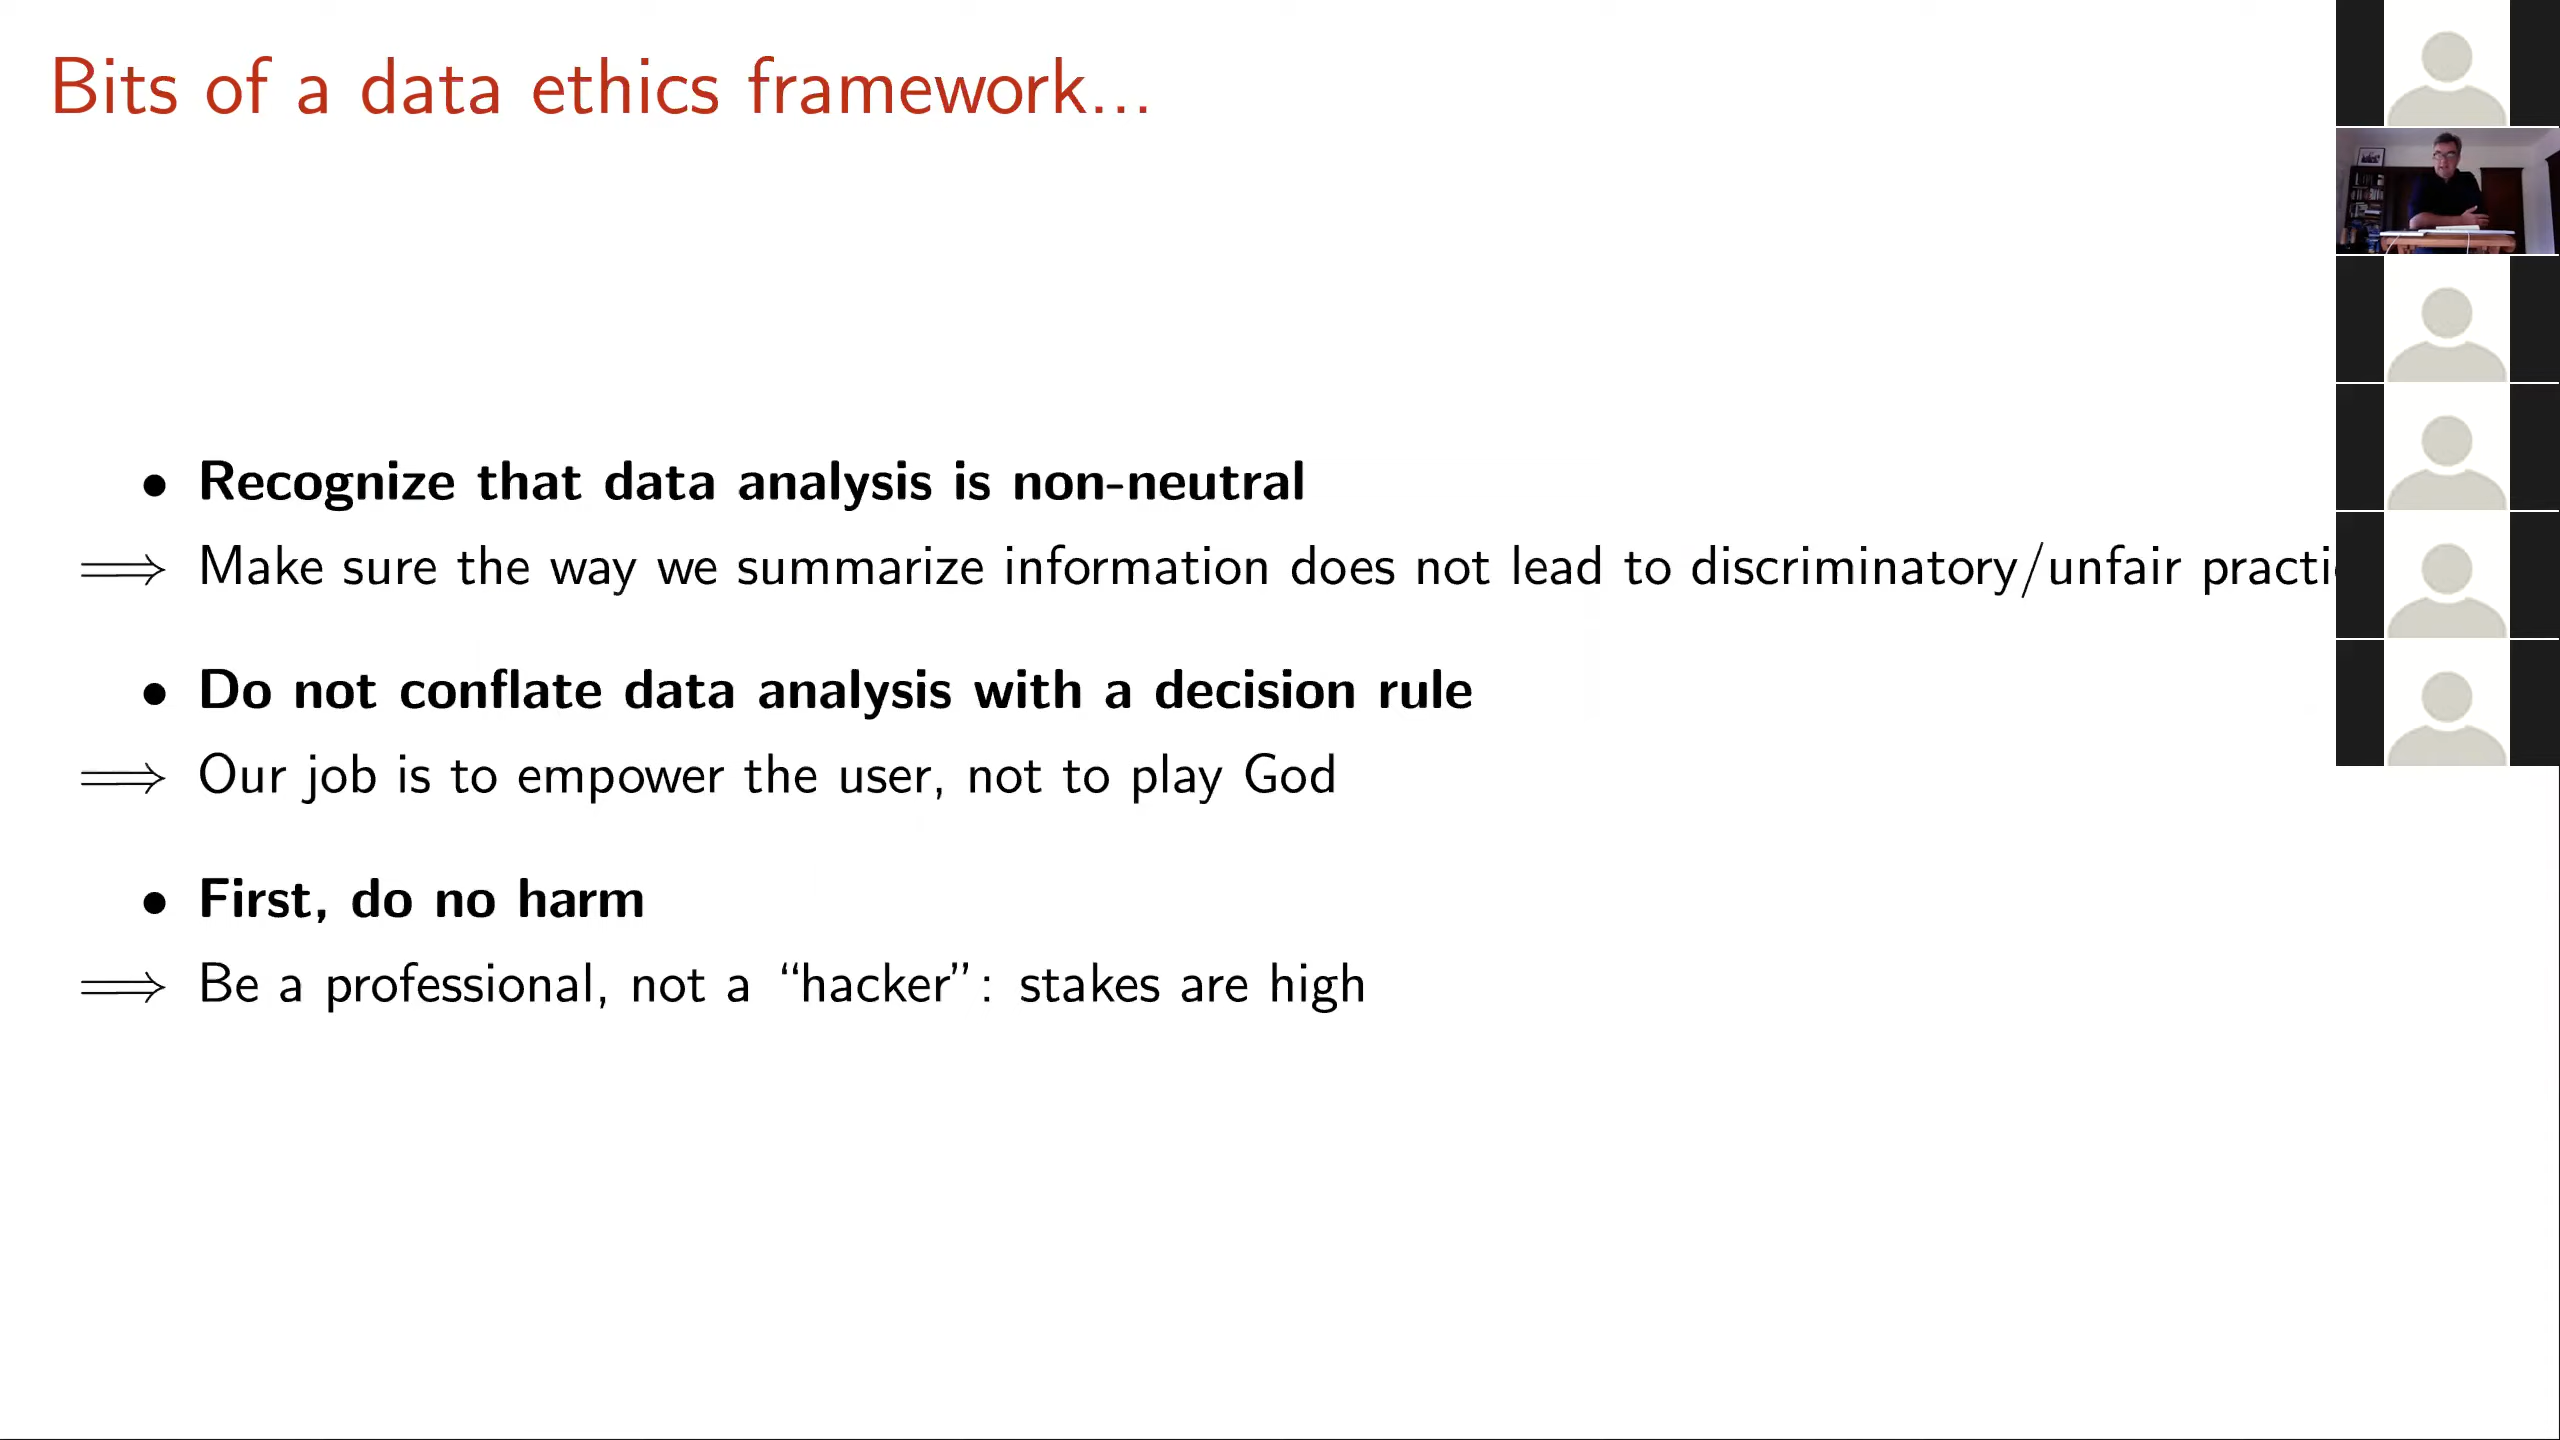 Bits of a data ethics framework...
• Recognize that data analysis is non-neutral
⟹ Make sure the way we summarize information does not lead to discriminatory/unfair
• Do not conflate data analysis with a decision rule
⟹ Our job is to empower the user, not to play God
• First, do no harm
⟹ Be a professional, not a “hacker”: stakes are high